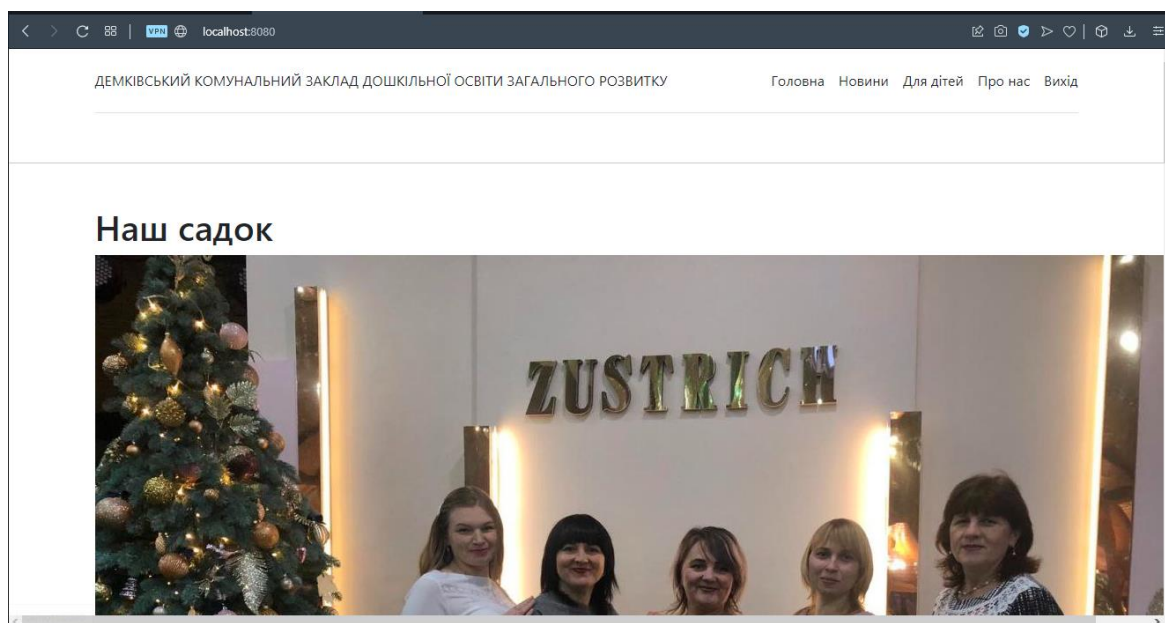 VPN localhost:8080
ДЕМКІВСЬКИЙ КОМУНАЛЬНИЙ ЗАКЛАД ДОШКІЛЬНОЇ ОСВІТИ ЗАГАЛЬНОГО РОЗВИТКУ
Головна Новини Для дітей Про нас Вихід
Наш садок
ZUSTRICH